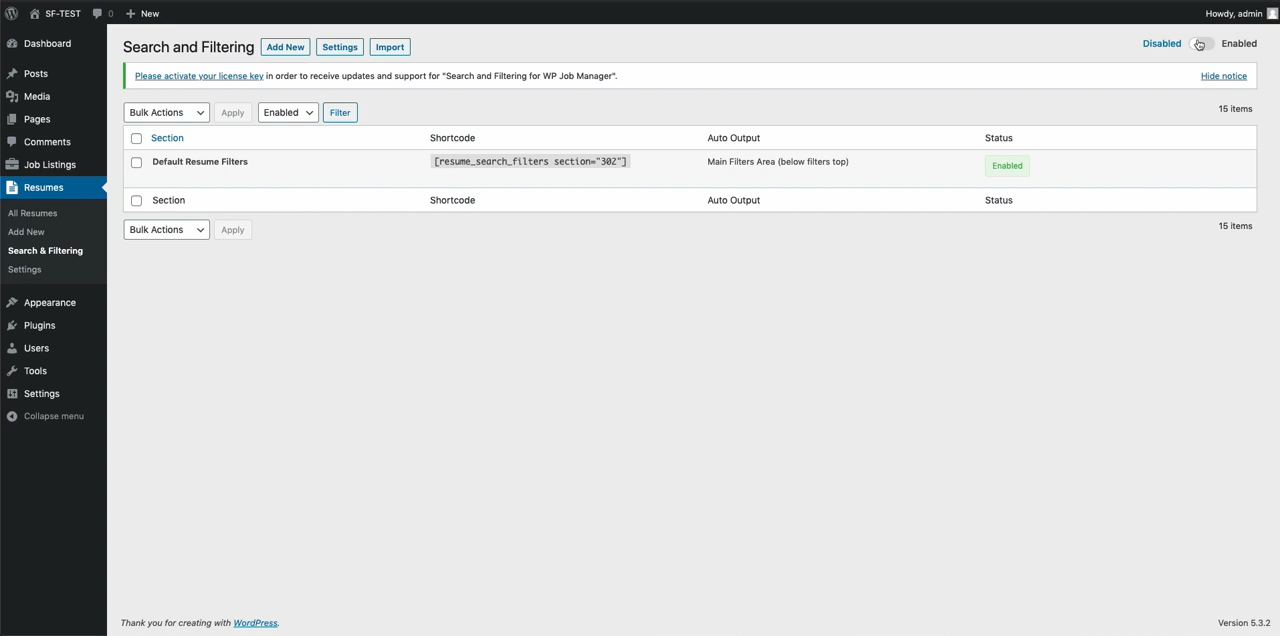 SF-TEST 0 New Howdy, admin
Dashboard
Posts
Media
Pages
Comments
Job Listings
Resumes
All Resumes
Add New
Search & Filtering
Settings
Appearance
Plugins
Users
Tools
Settings
Collapse menu
Search and Filtering Add New Settings Import Disabled Enabled
Please activate your license key in order to receive updates and support for "Search and Filtering for WP Job Manager". Hide notice
Bulk Actions Apply Enabled Filter 15 items
Section Shortcode Auto Output Status
Default Resume Filters [resume_search_filters section="302"] Main Filters Area (below filters top) Enabled
Section Shortcode Auto Output Status
Bulk Actions Apply 15 items
Thank you for creating with WordPress. Version 5.3.2